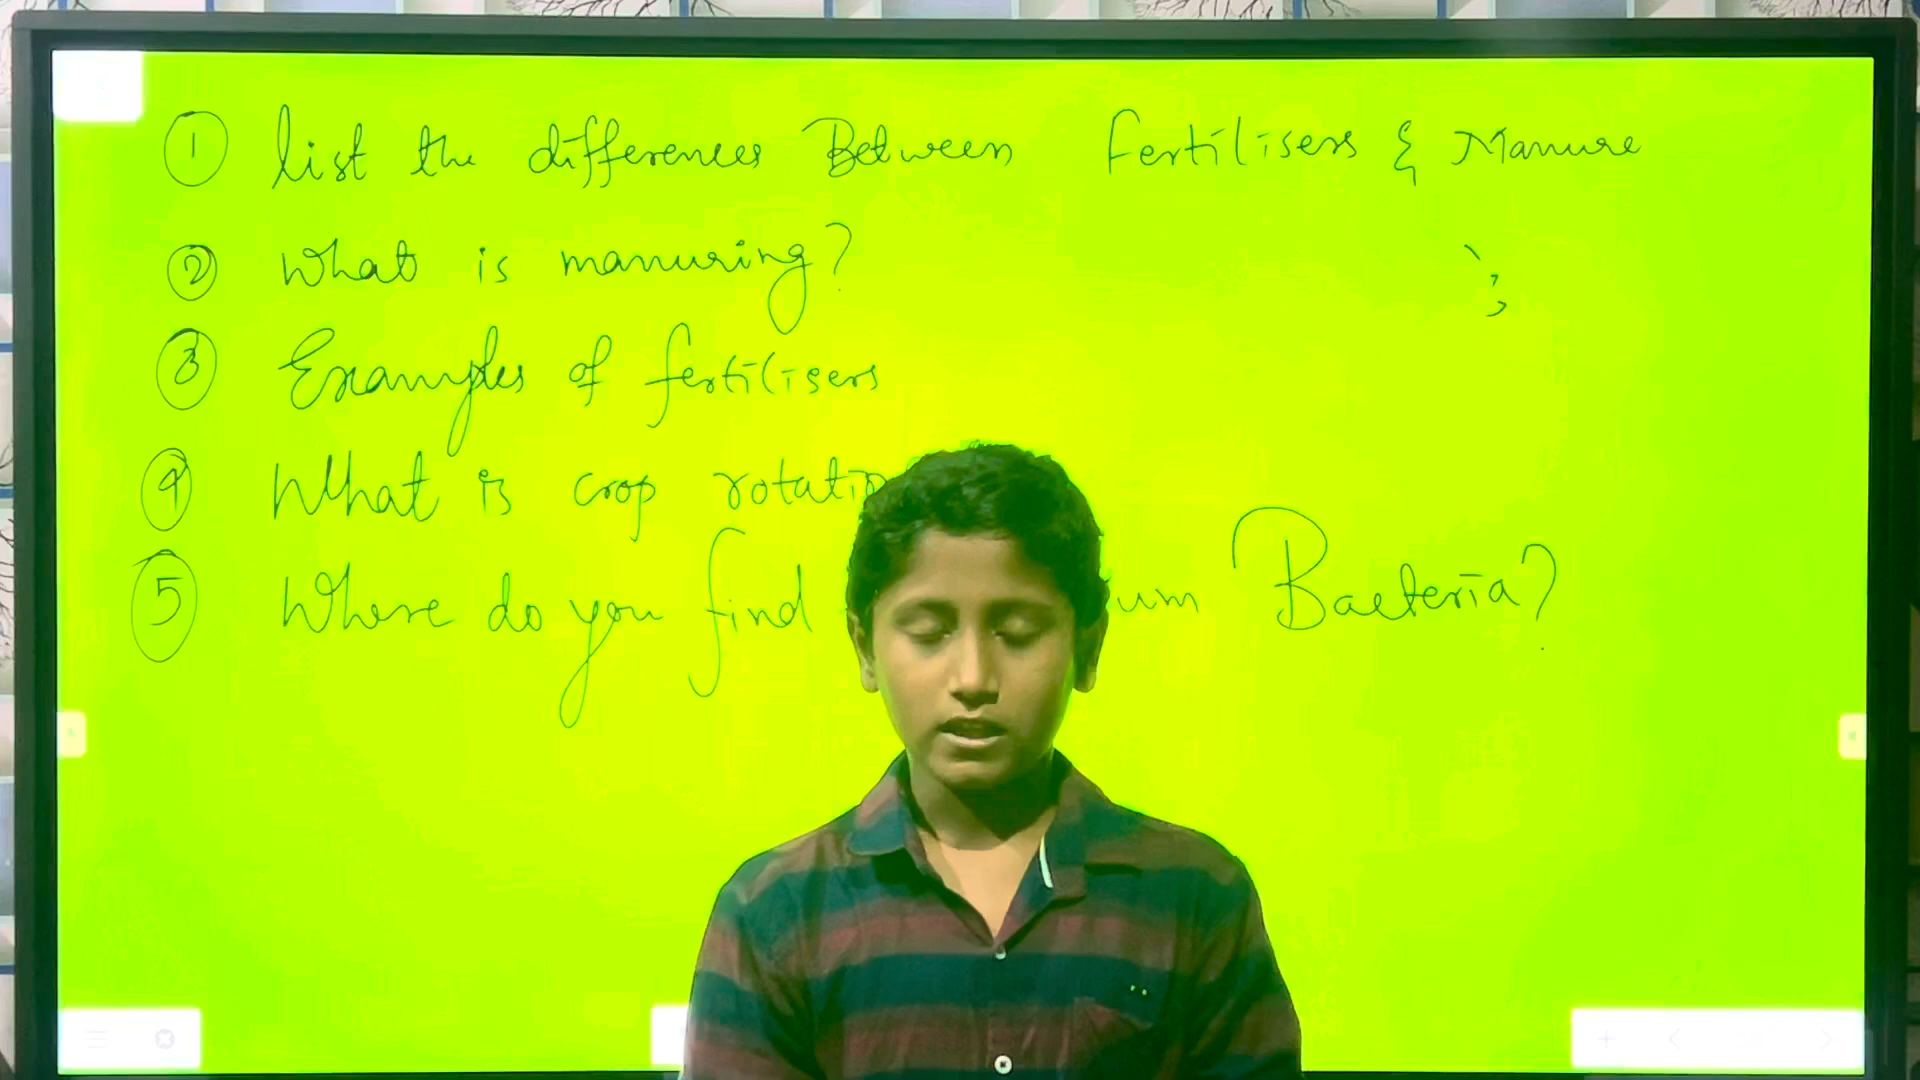 ① List the differences Between Fertilisers & Manure
② What is manuring?
③ Examples of fertilisers
④ What is crop
⑤ Where do you find Bacteria?